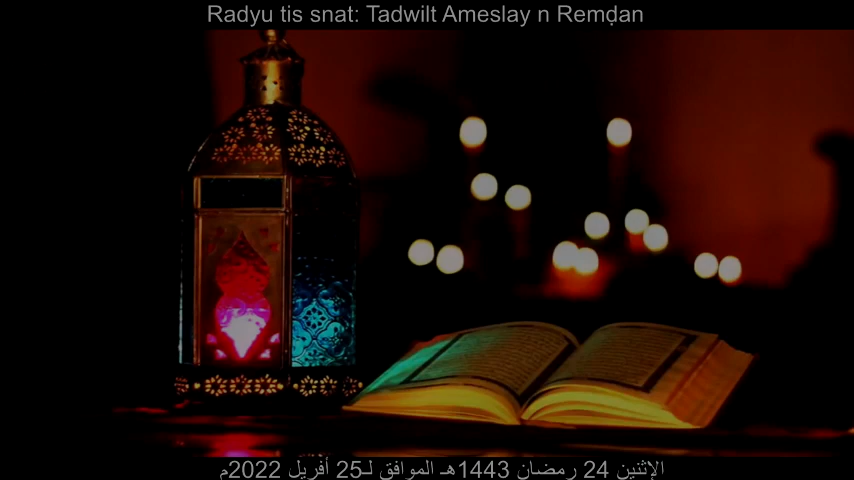 Radyu tis snat: Tadwilt Ameslay n Remḍan
الإثنين 24 رمضان 1443هـ الموافق لـ25 أفريل 2022م